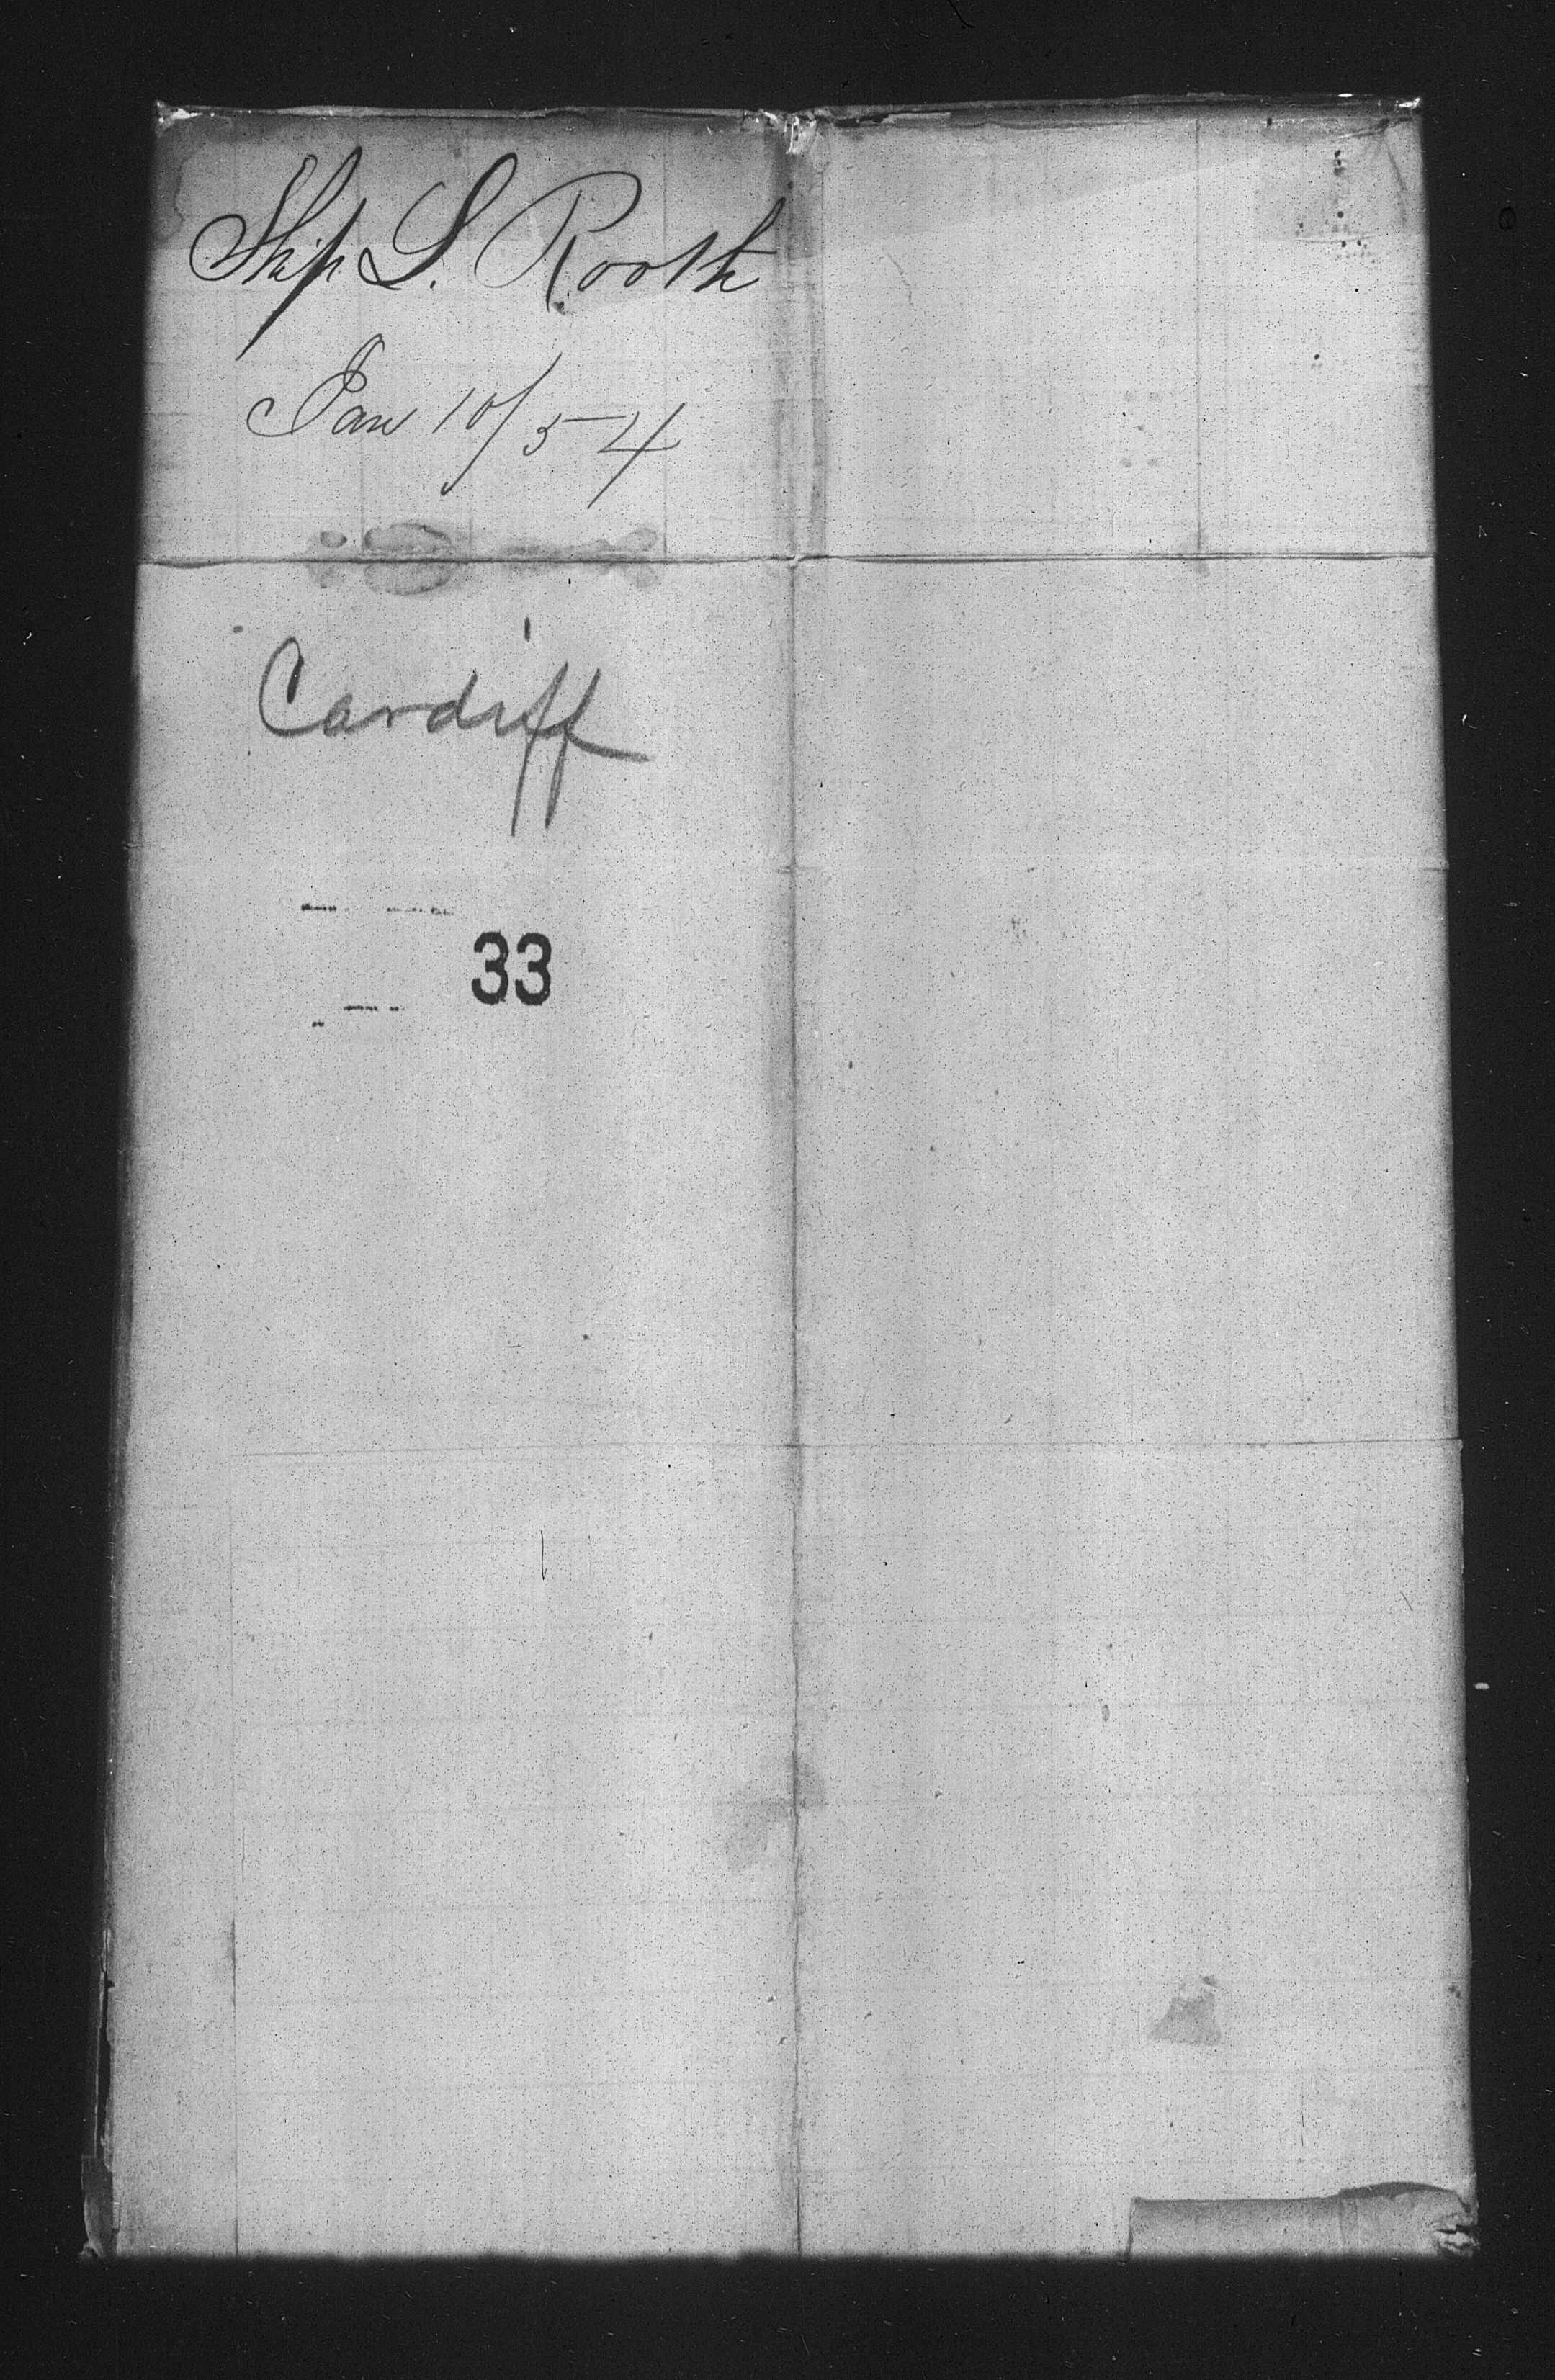 Ship S. Rooth
Jan 10/54
Cardiff
33